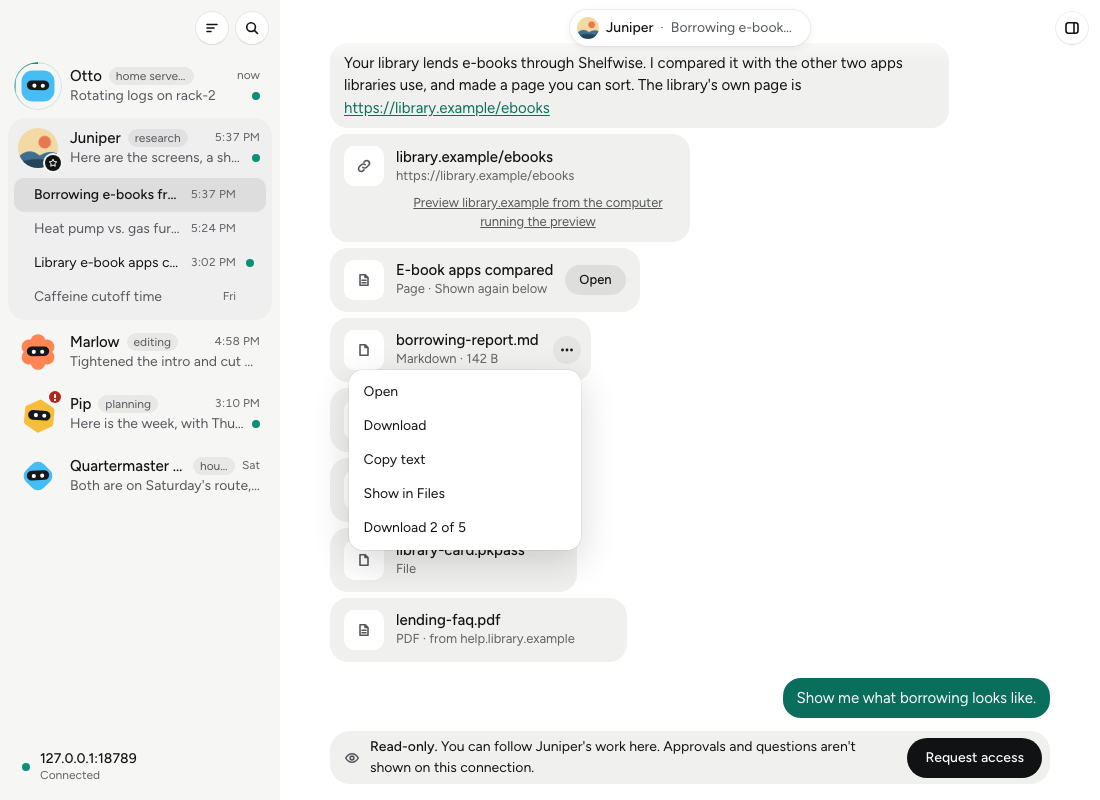 Otto
home serve…
now
Rotating logs on rack-2
Juniper
research
5:37 PM
Here are the screens, a sh…
Borrowing e-books fr…
5:37 PM
Heat pump vs. gas fur…
5:24 PM
Library e-book apps c…
3:02 PM
Caffeine cutoff time
Fri
Marlow
editing
4:58 PM
Tightened the intro and cut …
Pip
planning
3:10 PM
Here is the week, with Thu…
Quartermaster …
hou…
Sat
Both are on Saturday's route,…
127.0.0.1:18789
Connected
Juniper · Borrowing e-book…
Your library lends e-books through Shelfwise. I compared it with the other two apps
libraries use, and made a page you can sort. The library's own page is
https://library.example/ebooks
library.example/ebooks
https://library.example/ebooks
Preview library.example from the computer
running the preview
E-book apps compared
Page · Shown again below
Open
borrowing-report.md
Markdown · 142 B
Open
Download
Copy text
Show in Files
Download 2 of 5
library-card.pkpass
File
lending-faq.pdf
PDF · from help.library.example
Show me what borrowing looks like.
Read-only. You can follow Juniper's work here. Approvals and questions aren't
shown on this connection.
Request access